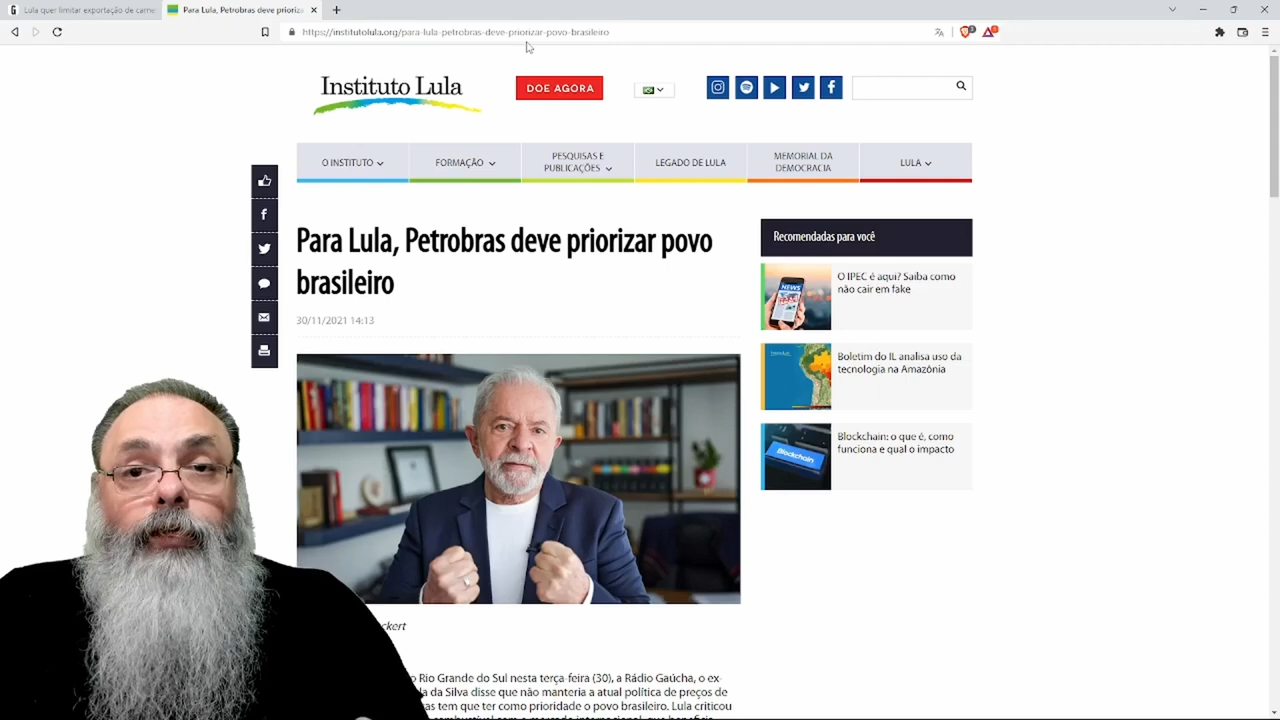 Lula quer limitar exportação de carne
Para Lula, Petrobras deve prioriza
https://institutolula.org/para-lula-petrobras-deve-priorizar-povo-brasileiro
Instituto Lula
DOE AGORA
O INSTITUTO
FORMAÇÃO
PESQUISAS E
PUBLICAÇÕES
LEGADO DE LULA
MEMORIAL DA
DEMOCRACIA
LULA
Para Lula, Petrobras deve priorizar povo
brasileiro
30/11/2021 14:13
Recomendadas para você
O IPEC é aqui? Saiba como
não cair em fake
NEWS
Boletim do IL analisa uso da
tecnologia na Amazônia
Blockchain
Blockchain: o que é, como
funciona e qual o impacto
ckert
o Rio Grande do Sul nesta terça-feira (30), a Rádio Gaúcha, o ex-
la da Silva disse que não manteria a atual política de preços de
as tem que ter como prioridade o povo brasileiro. Lula criticou